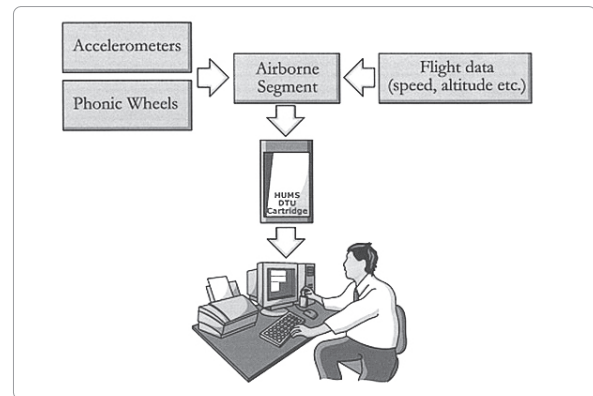 Accelerometers
Phonic Wheels
Airborne
Segment
Flight data
(speed, altitude etc.)
HUMS
DTU
Cartridge